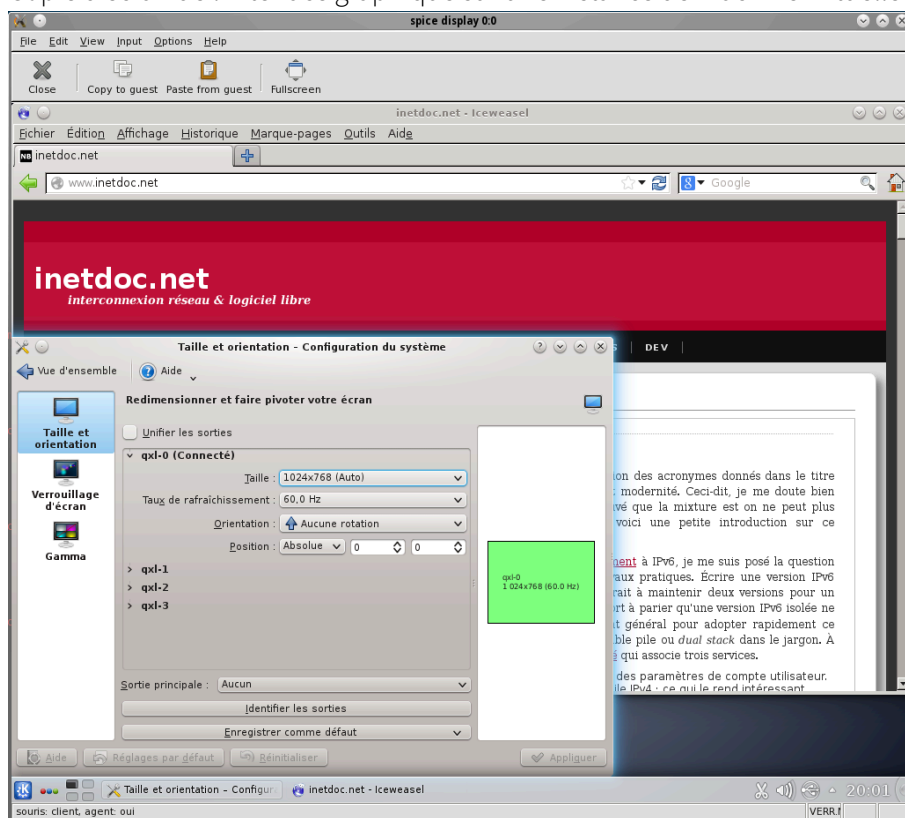 spice display 0:0
File Edit View Input Options Help
Close Copy to guest Paste from guest Fullscreen
inetdoc.net - Iceweasel
Fichier Édition Affichage Historique Marque-pages Outils Aide
inetdoc.net
www.inetdoc.net Google
inetdoc.net
interconnexion réseau & logiciel libre
DEV
Taille et orientation – Configuration du système
Vue d'ensemble Aide
Redimensionner et faire pivoter votre écran
Taille et orientation
Verrouillage d'écran
Gamma
Unifier les sorties
qxl-0 (Connecté)
Taille : 1024x768 (Auto)
Taux de rafraîchissement : 60,0 Hz
Orientation : Aucune rotation
Position : Absolue 0 0
qxl-1
qxl-2
qxl-3
qxl-0
1 024x768 (60.0 Hz)
Sortie principale : Aucun
Identifier les sorties
Enregistrer comme défaut
Aide Réglages par défaut Réinitialiser Appliquer
des acronymes donnés dans le titre
modernité. Ceci-dit, je me doute bien
que la mixture est on ne peut plus
voici une petite introduction sur ce
à IPv6, je me suis posé la question
pratiques. Écrire une version IPv6
à maintenir deux versions pour un
à parier qu'une version IPv6 isolée ne
général pour adopter rapidement ce
pile ou dual stack dans le jargon. À
qui associe trois services.
des paramètres de compte utilisateur.
IPv4 : ce qui le rend intéressant
Taille et orientation – Configur
inetdoc.net - Iceweasel
20:01
souris: client, agent: oui
VERR.